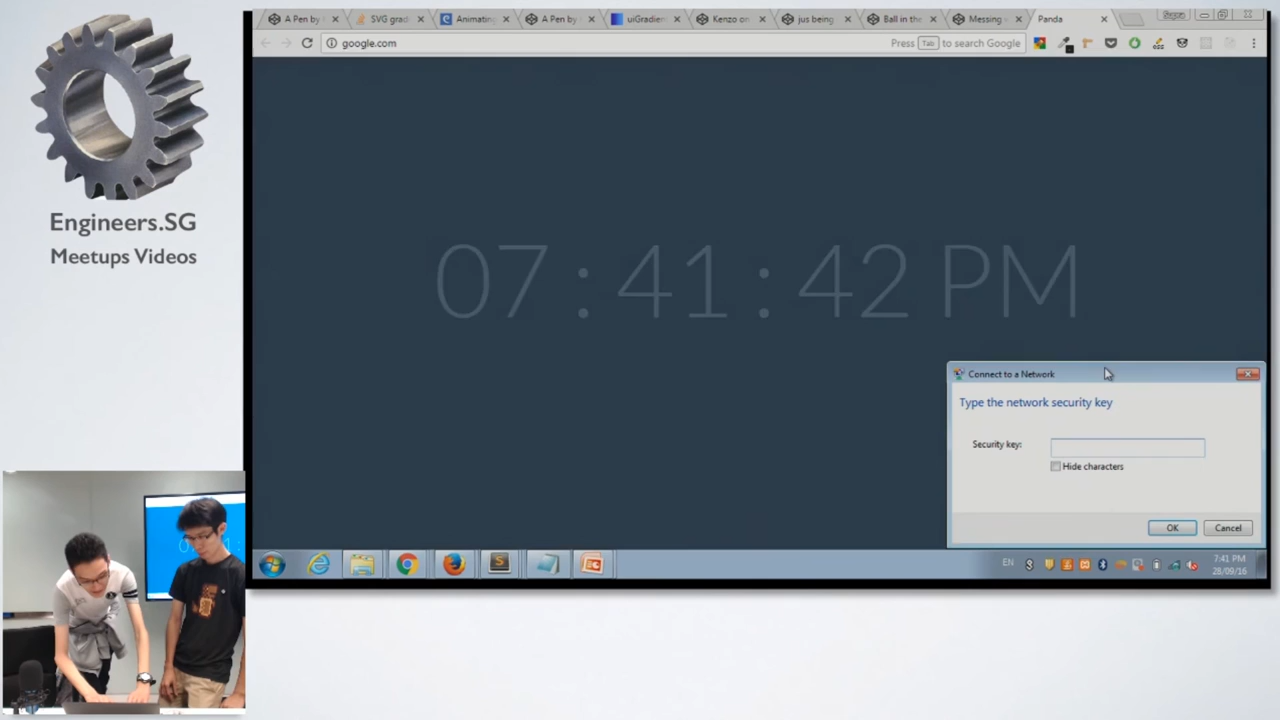 A Pen by
SVG grad
Animating
A Pen by
uiGradien
Kenzo on
jus being
Ball in the
Messing w
Panda
google.com
Press Tab to search Google
07:41:42 PM
Engineers.SG
Meetups Videos
Connect to a Network
Type the network security key
Security key:
Hide characters
OK
Cancel
EN
7:41 PM
28/09/16